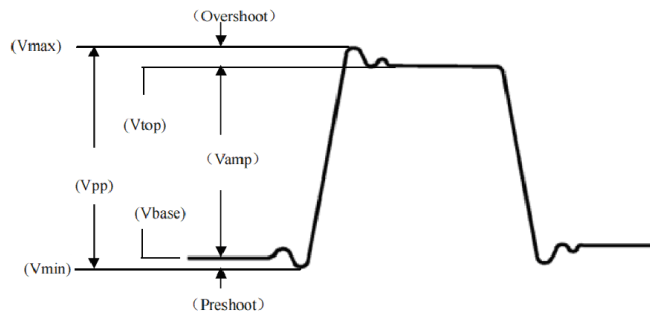 （Overshoot）
(Vmax)
(Vtop)
（Vamp）
(Vpp)
(Vbase)
(Vmin)
（Preshoot）